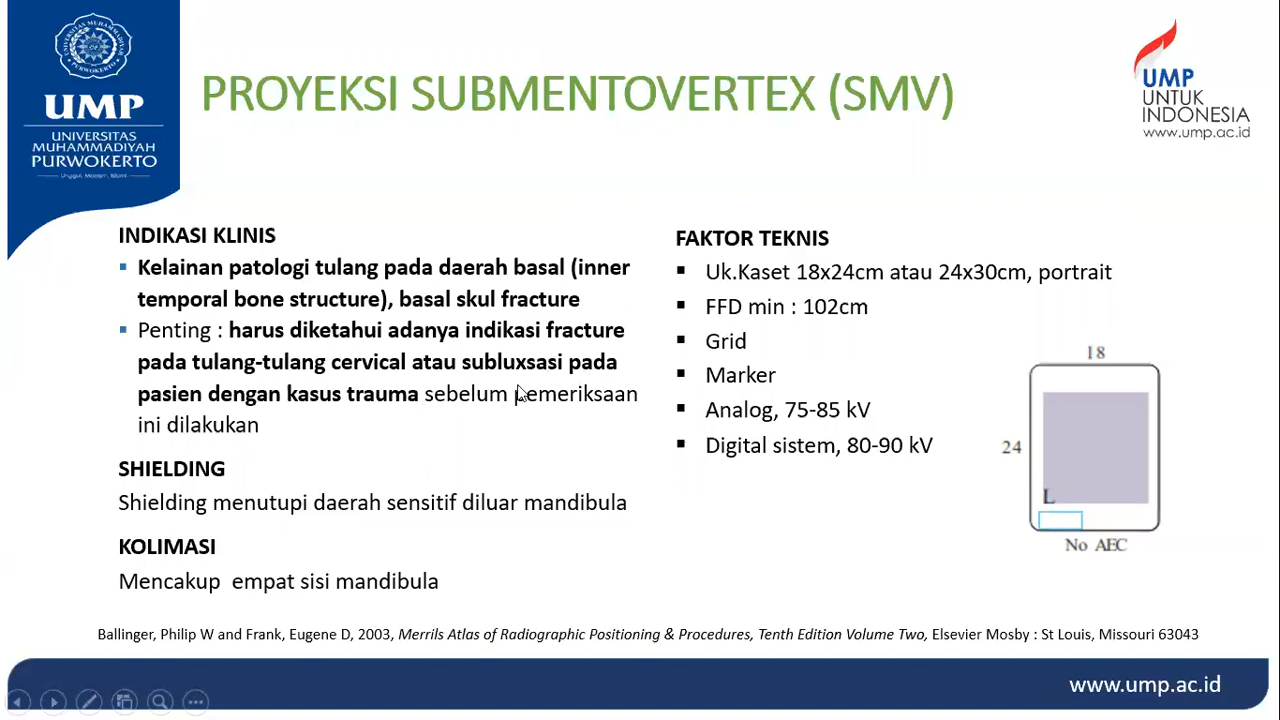 UNIVERSITAS MUHAMMADIYAH PURWOKERTO
UMP
UNIVERSITAS
MUHAMMADIYAH
PURWOKERTO
Unggul, Modern, Islami
PROYEKSI SUBMENTOVERTEX (SMV)
UMP
UNTUK
INDONESIA
www.ump.ac.id
INDIKASI KLINIS
Kelainan patologi tulang pada daerah basal (inner
temporal bone structure), basal skul fracture
Penting : harus diketahui adanya indikasi fracture
pada tulang-tulang cervical atau subluxsasi pada
pasien dengan kasus trauma sebelum pemeriksaan
ini dilakukan
SHIELDING
Shielding menutupi daerah sensitif diluar mandibula
KOLIMASI
Mencakup empat sisi mandibula
FAKTOR TEKNIS
Uk.Kaset 18x24cm atau 24x30cm, portrait
FFD min : 102cm
Grid
Marker
Analog, 75-85 kV
Digital sistem, 80-90 kV
18
24
L
No AEC
Ballinger, Philip W and Frank, Eugene D, 2003, Merrils Atlas of Radiographic Positioning & Procedures, Tenth Edition Volume Two, Elsevier Mosby : St Louis, Missouri 63043
www.ump.ac.id